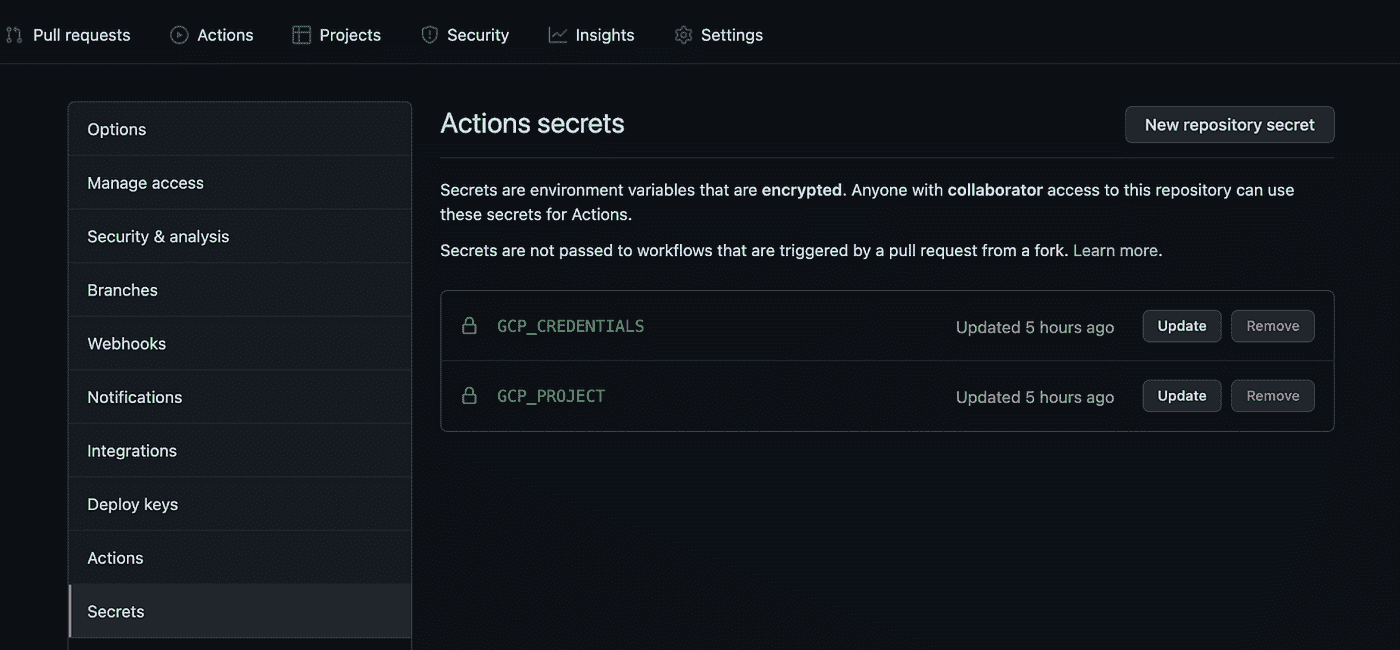 Pull requests Actions Projects Security Insights Settings
Options
Manage access
Security & analysis
Branches
Webhooks
Notifications
Integrations
Deploy keys
Actions
Secrets
Actions secrets
New repository secret
Secrets are environment variables that are encrypted. Anyone with collaborator access to this repository can use
these secrets for Actions.
Secrets are not passed to workflows that are triggered by a pull request from a fork. Learn more.
GCP_CREDENTIALS Updated 5 hours ago Update Remove
GCP_PROJECT Updated 5 hours ago Update Remove